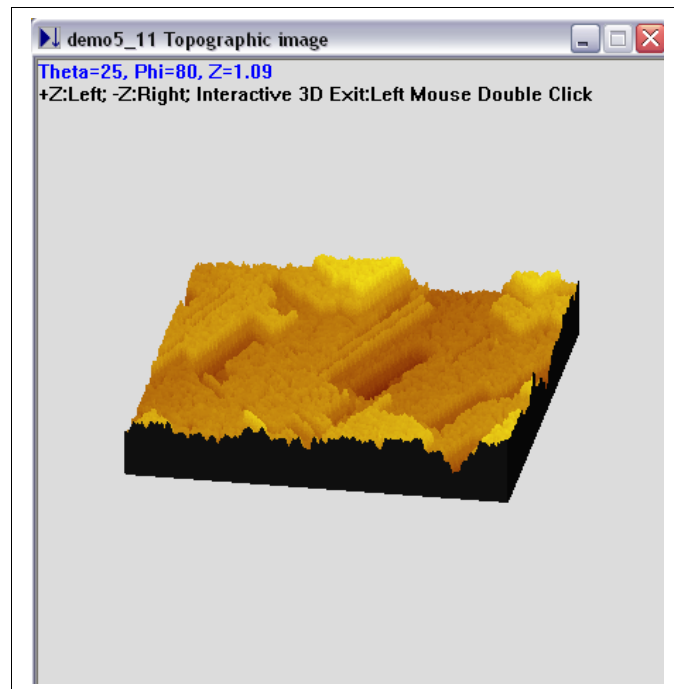 demo5_11 Topographic image
Theta=25, Phi=80, Z=1.09
+Z:Left; -Z:Right; Interactive 3D Exit:Left Mouse Double Click